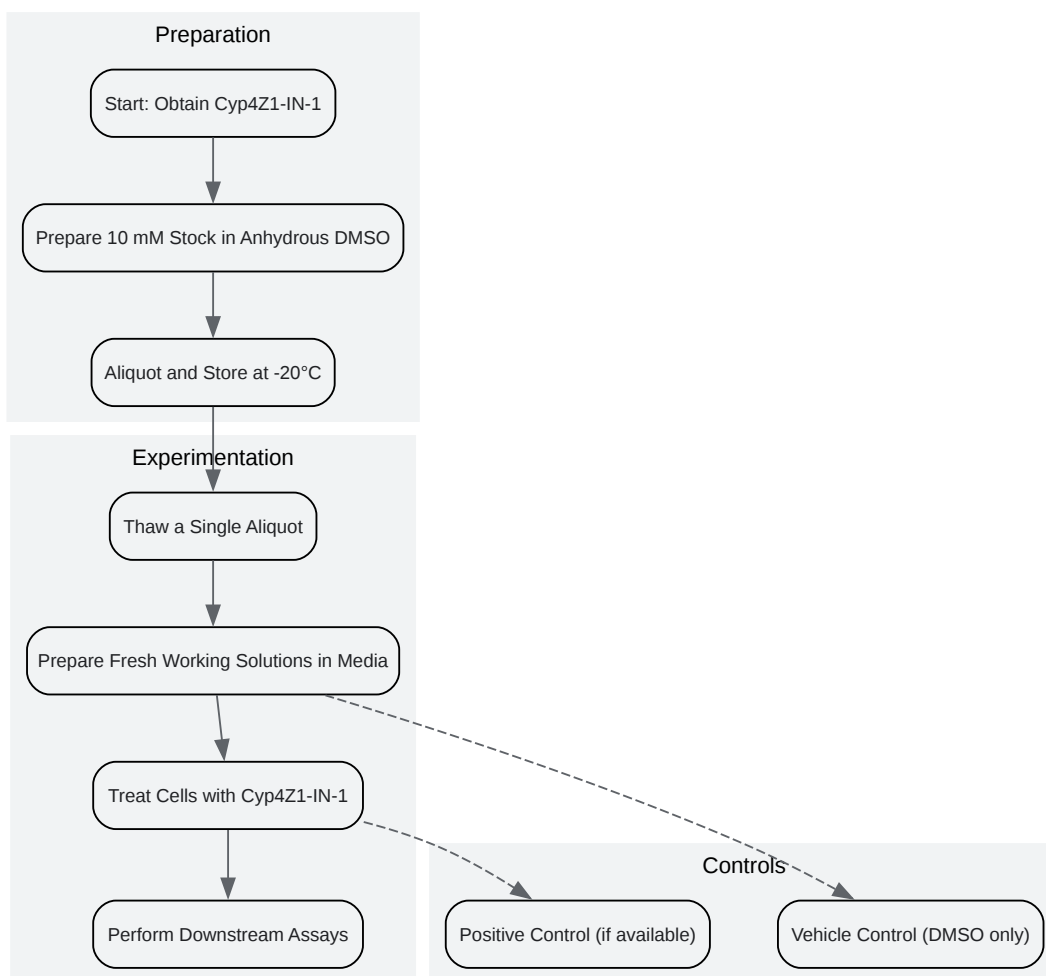 Preparation
Start: Obtain Cyp4Z1-IN-1
Prepare 10 mM Stock in Anhydrous DMSO
Aliquot and Store at -20°C
Experimentation
Thaw a Single Aliquot
Prepare Fresh Working Solutions in Media
Treat Cells with Cyp4Z1-IN-1
Perform Downstream Assays
Controls
Positive Control (if available)
Vehicle Control (DMSO only)